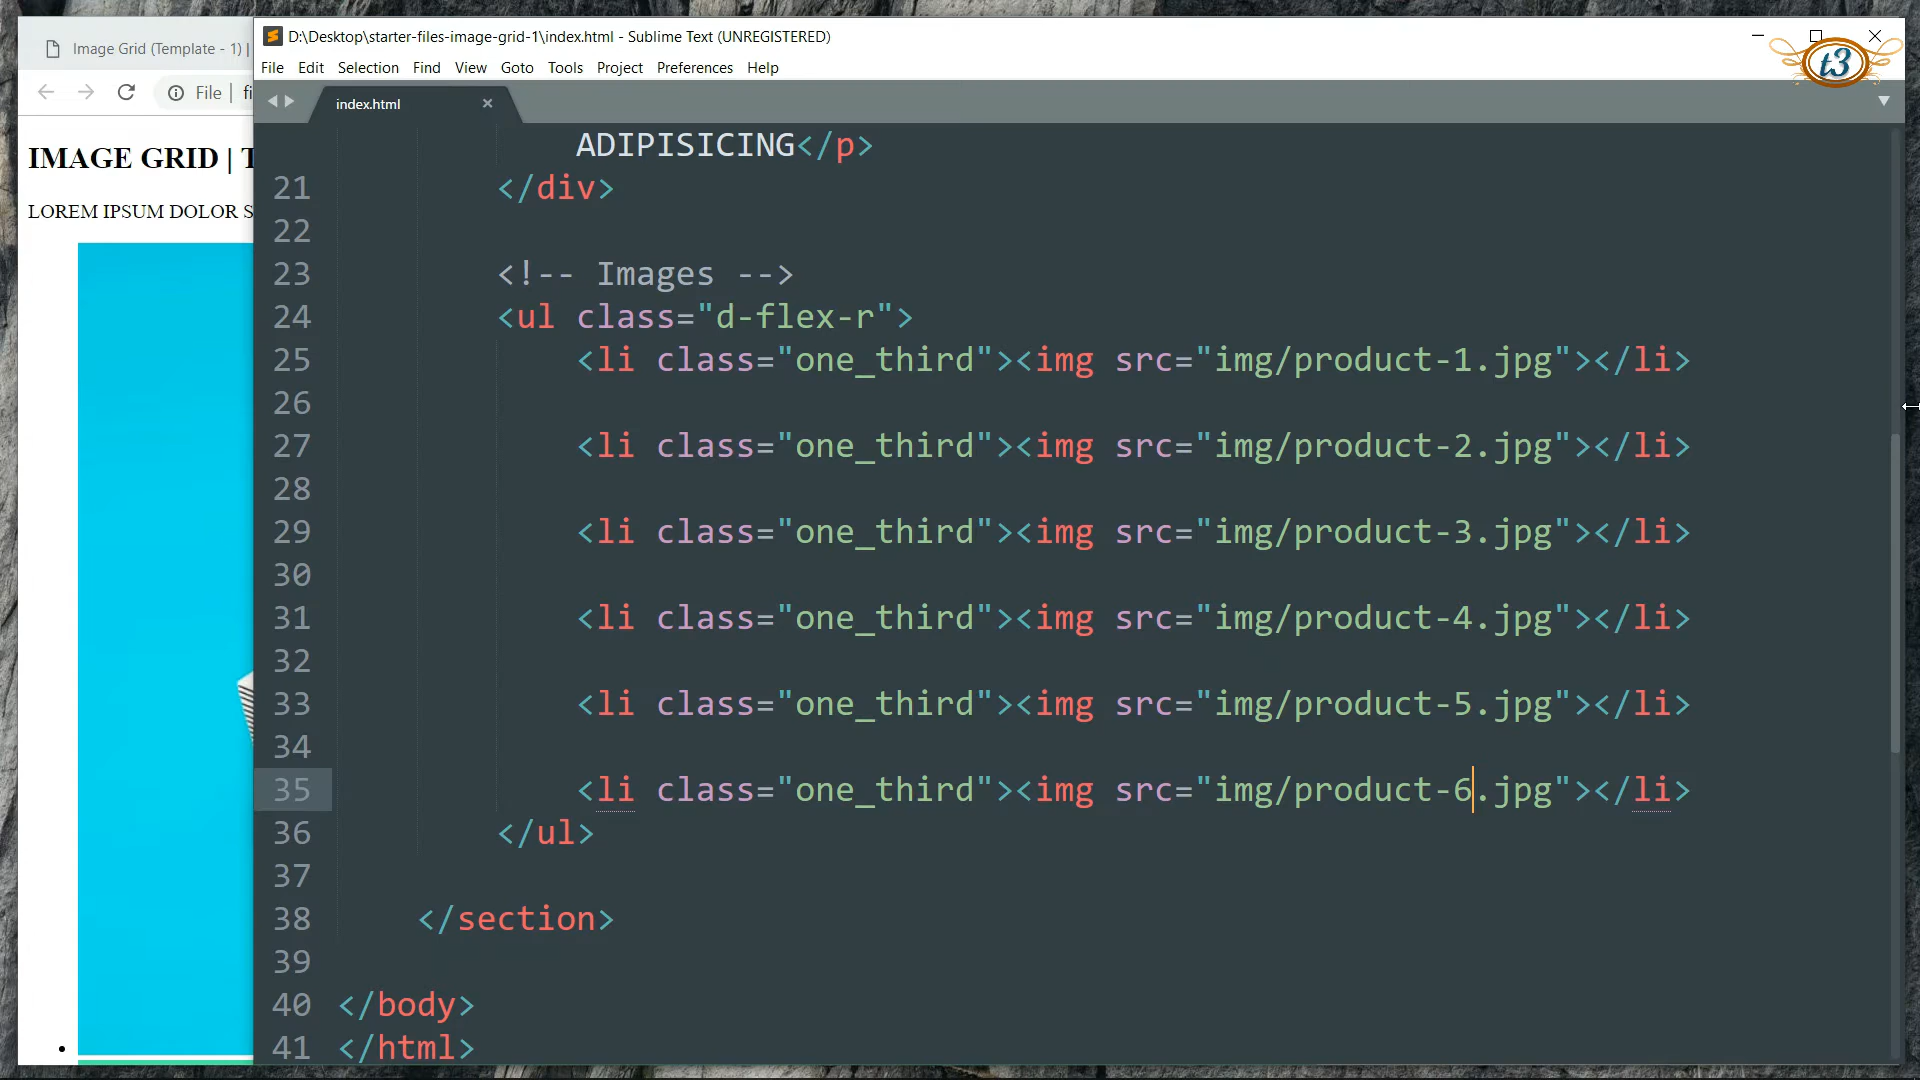 Image Grid (Template - 1) |
File
IMAGE GRID |
LOREM IPSUM DOLOR
D:\Desktop\starter-files-image-grid-1\index.html - Sublime Text (UNREGISTERED)
t3
File Edit Selection Find View Goto Tools Project Preferences Help
index.html
ADIPISICING</p>
21 </div>
22
23 <!-- Images -->
24 <ul class="d-flex-r">
25 <li class="one_third"><img src="img/product-1.jpg"></li>
26
27 <li class="one_third"><img src="img/product-2.jpg"></li>
28
29 <li class="one_third"><img src="img/product-3.jpg"></li>
30
31 <li class="one_third"><img src="img/product-4.jpg"></li>
32
33 <li class="one_third"><img src="img/product-5.jpg"></li>
34
35 <li class="one_third"><img src="img/product-6.jpg"></li>
36 </ul>
37
38 </section>
39
40 </body>
41 </html>